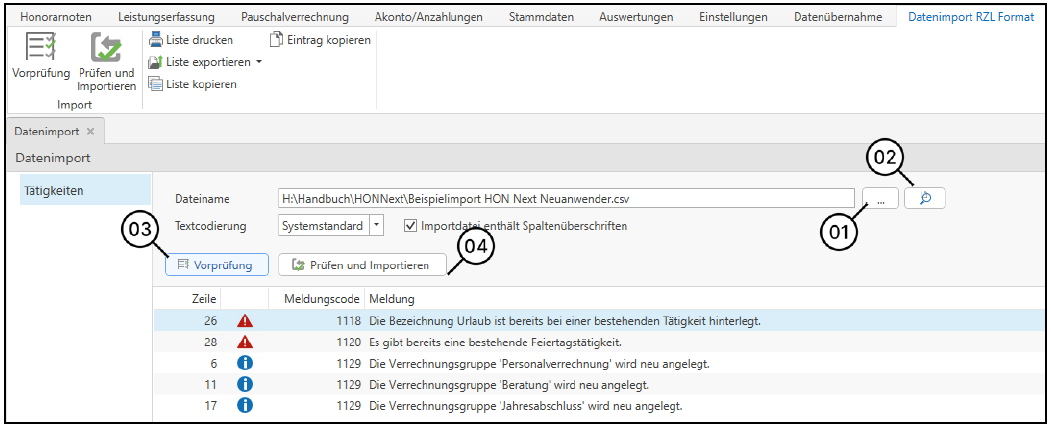 Honorarnoten Leistungserfassung Pauschalverrechnung Akonto/Anzahlungen Stammdaten Auswertungen Einstellungen Datenübernahme Datenimport RZL Format
Vorprüfung
Prüfen und
Importieren
Liste drucken
Liste exportieren
Liste kopieren
Eintrag kopieren
Import
Datenimport
Datenimport
Tätigkeiten
Dateiname H:\Handbuch\HONNext\Beispielimport HON Next Neuanwender.csv ...
02
01
Textcodierung Systemstandard Importdatei enthält Spaltenüberschriften
03
04
Vorprüfung Prüfen und Importieren
Zeile Meldungscode Meldung
26 1118 Die Bezeichnung Urlaub ist bereits bei einer bestehenden Tätigkeit hinterlegt.
28 1120 Es gibt bereits eine bestehende Feiertagstätigkeit.
6 1129 Die Verrechnungsgruppe 'Personalverrechnung' wird neu angelegt.
11 1129 Die Verrechnungsgruppe 'Beratung' wird neu angelegt.
17 1129 Die Verrechnungsgruppe 'Jahresabschluss' wird neu angelegt.